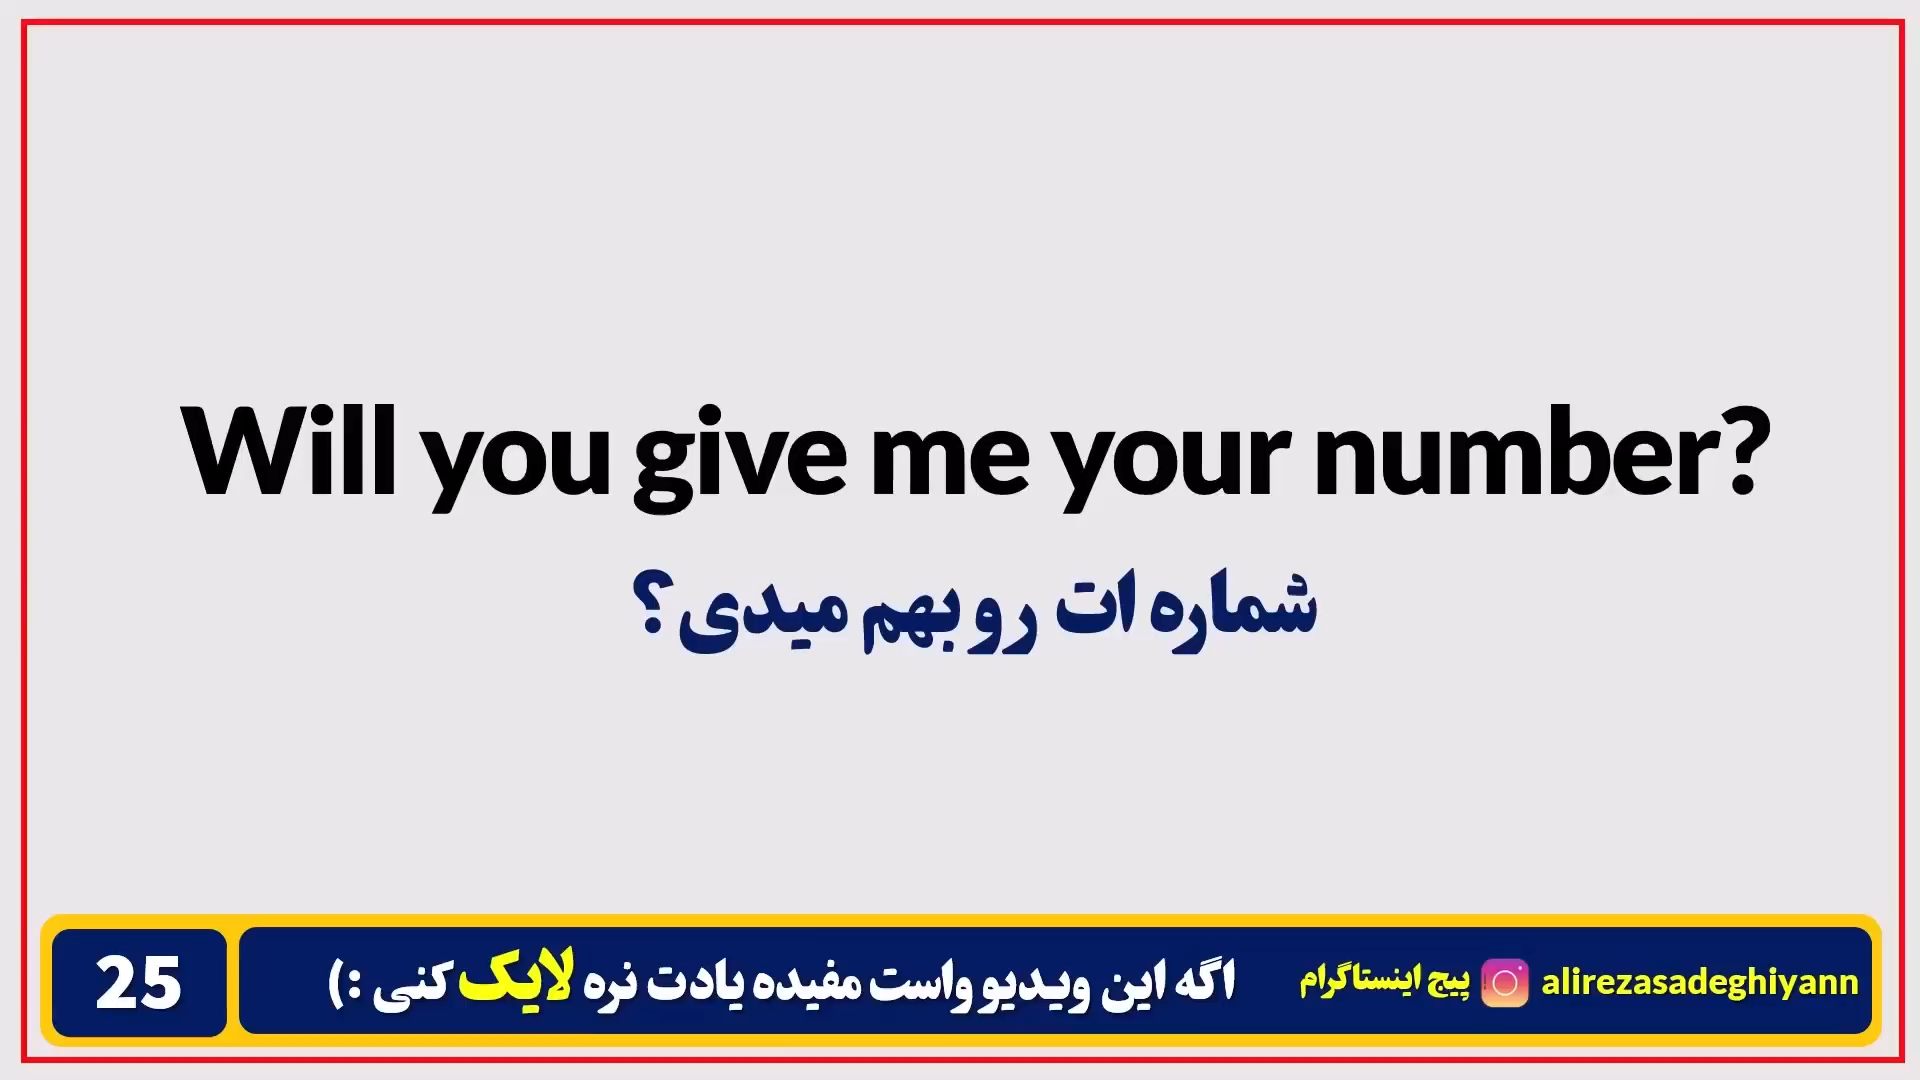 Will you give me your number?
شماره ات رو بهم میدی؟
25
اگه این ویدیو واست مفیده یادت نره لایک کنی :)
پیج اینستاگرام alirezasadeghiyann